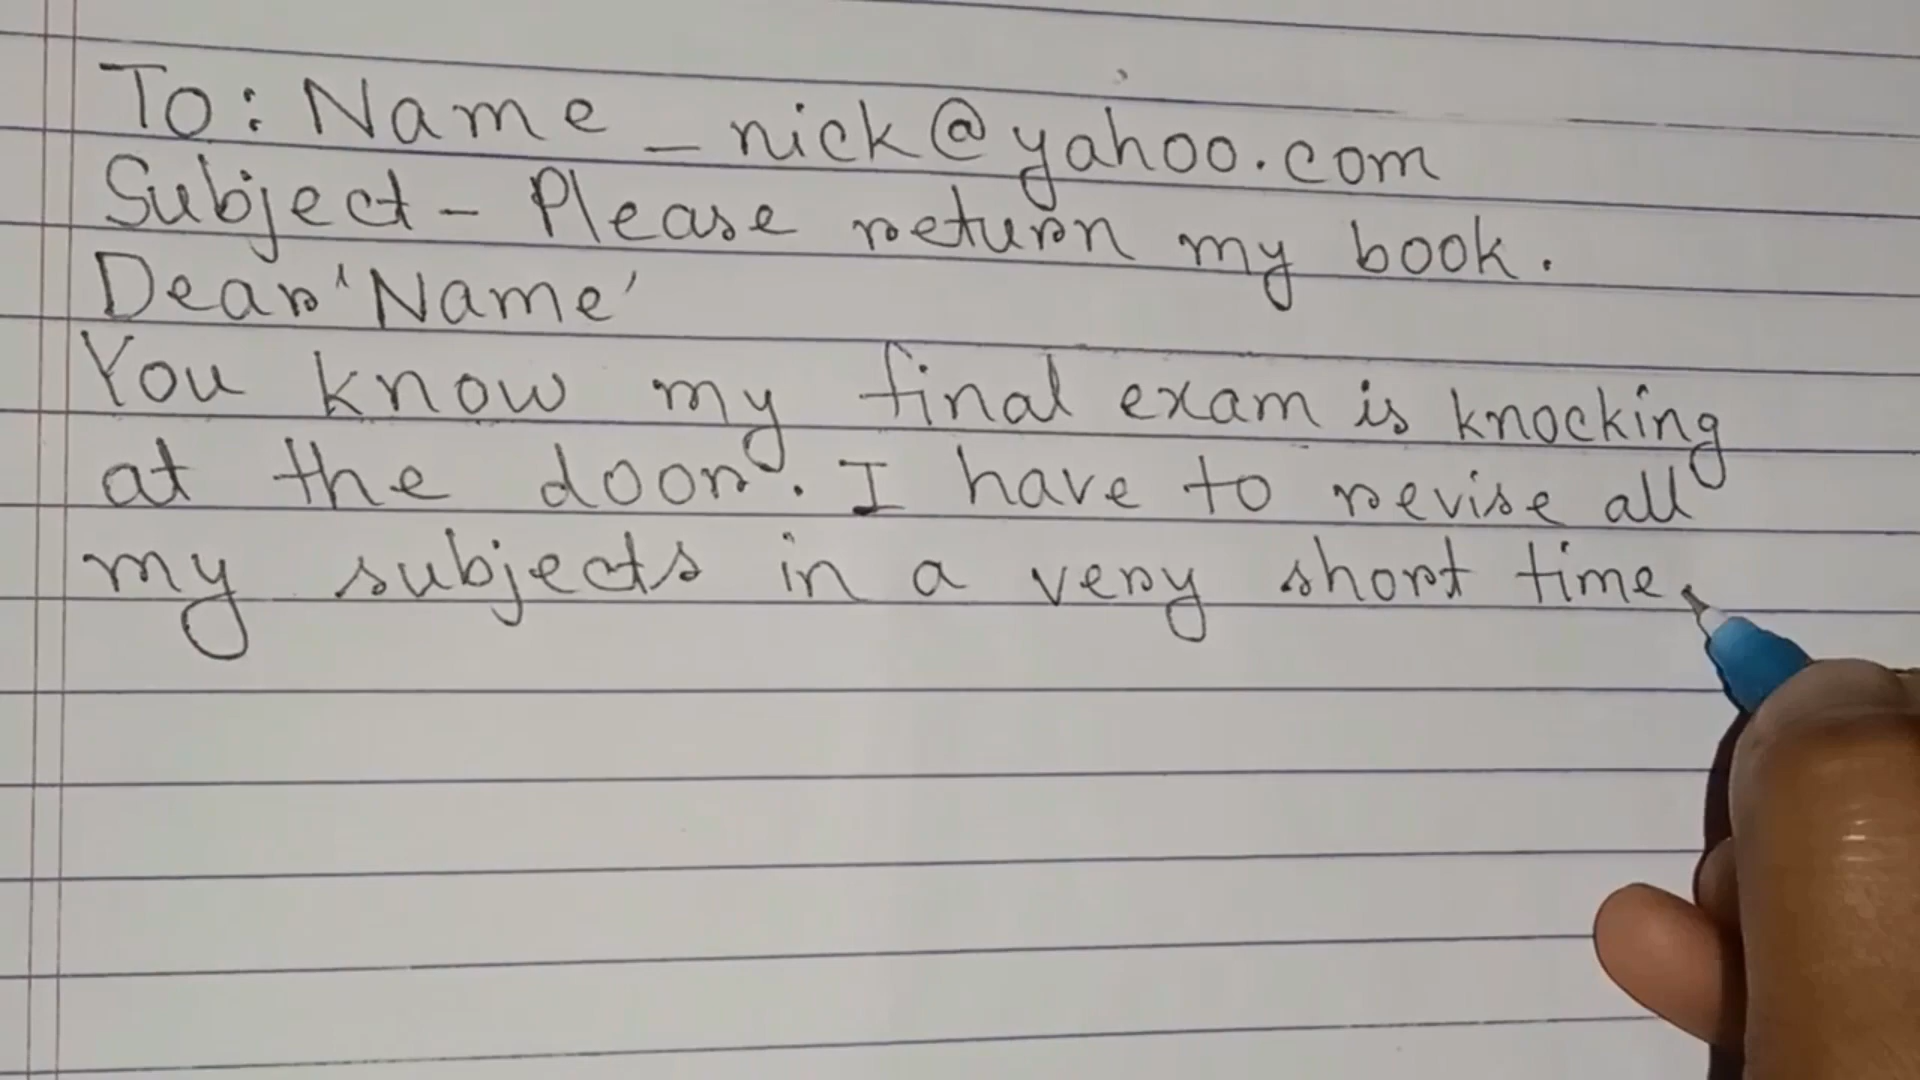 To: Name _ nick@yahoo.com
Subject - Please return my book.
Dear 'Name'
You know my final exam is knocking
at the door. I have to revise all
my subjects in a very short time.